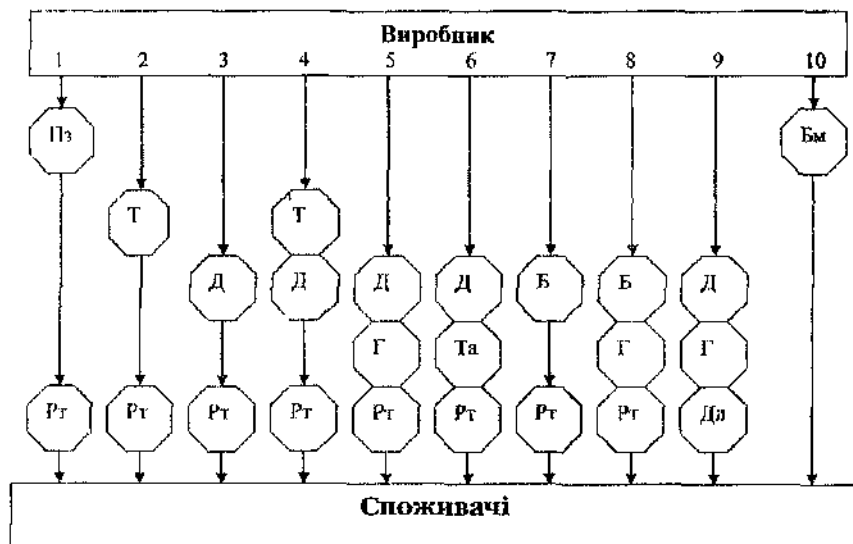 Виробник
1 2 3 4 5 6 7 8 9 10
Пз Бм
Т Т
Д Д Д Д Б Б Д
Г Та Г Г
Рт Рт Рт Рт Рт Рт Рт Рт Дл
Споживачі